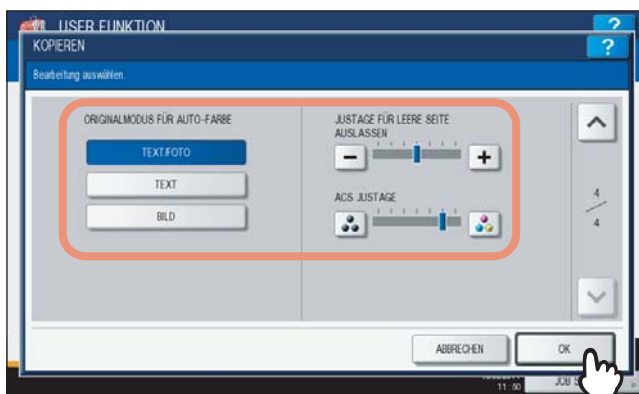 USER FUNKTION
?
KOPIEREN
?
Bearbeitung auswählen.
ORIGINALMODUS FÜR AUTO-FARBE
TEXT/FOTO
TEXT
BILD
JUSTAGE FÜR LEERE SEITE
AUSLASSEN
ACS JUSTAGE
4
4
ABBRECHEN
OK
11:50
JOB